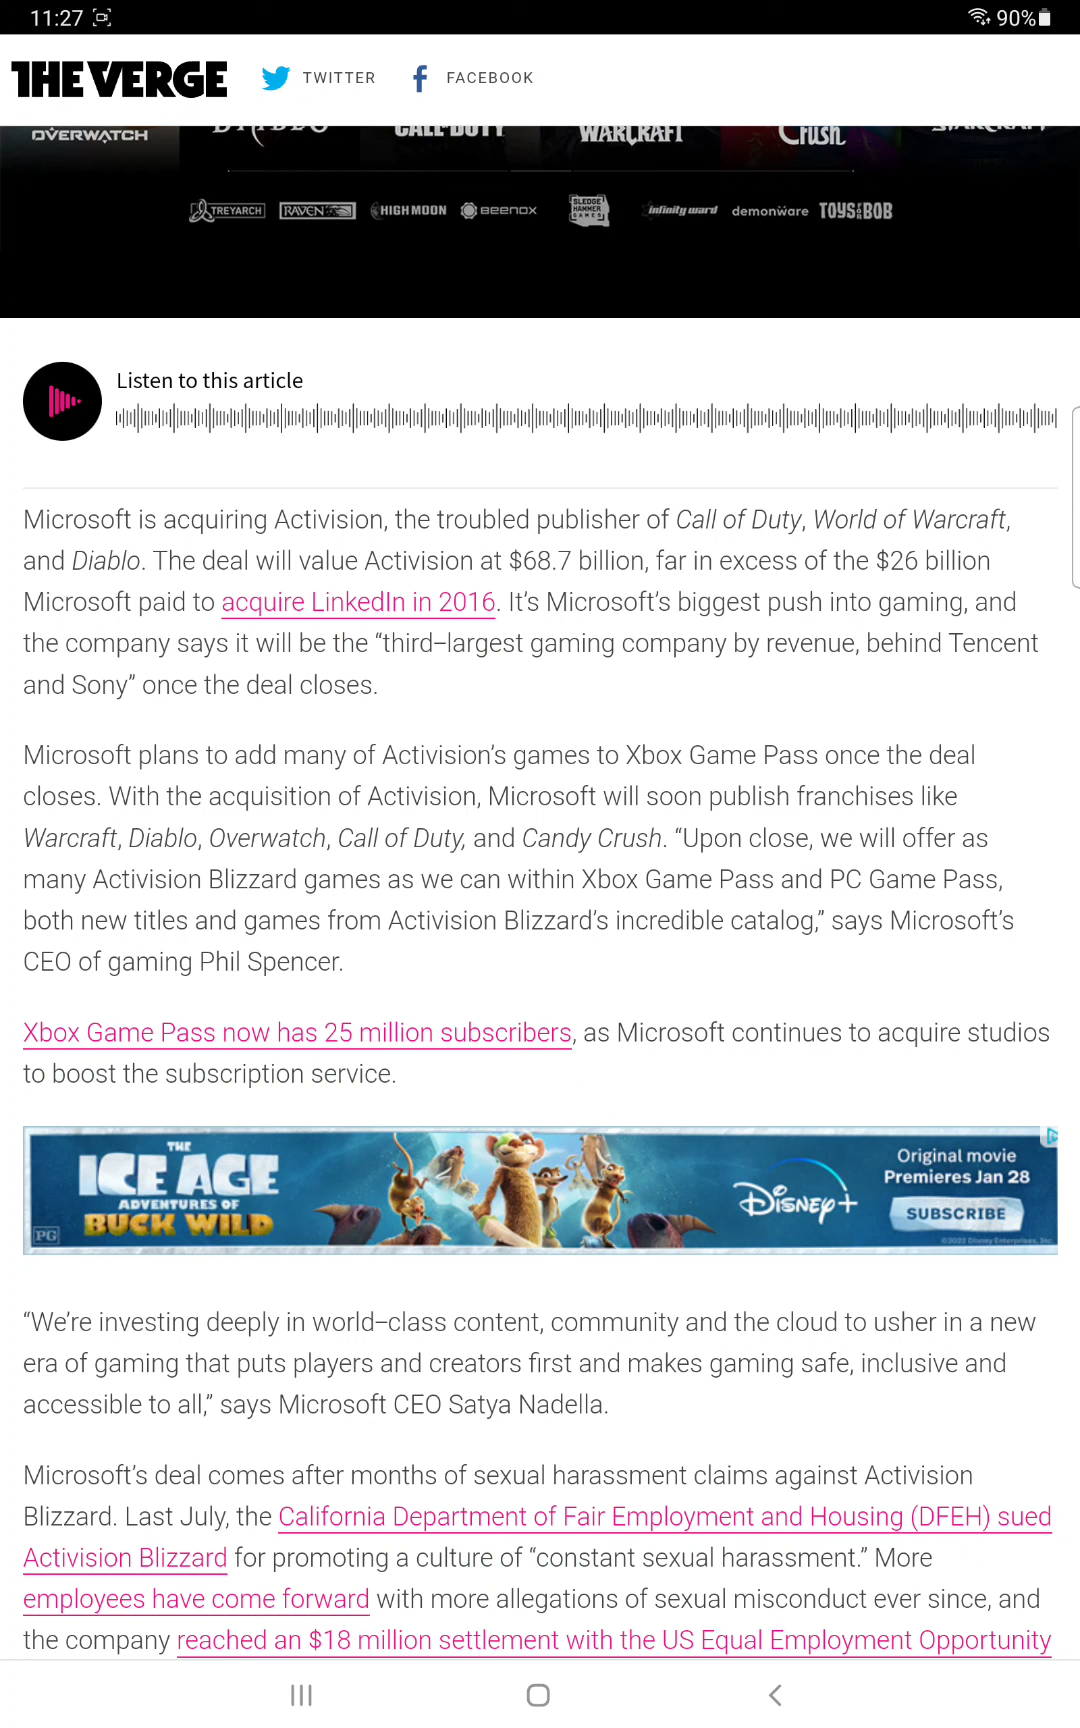 11:27
90%
THE VERGE
TWITTER
FACEBOOK
OVERWATCH
DIABLO
CALL OF DUTY
WARCRAFT
Crush
STARCRAFT
TREYARCH
RAVEN
HIGH MOON
Beenox
SLEDGE
HAMMER
GAMES
infinity ward
demonware
TOYS FOR BOB
Listen to this article
Microsoft is acquiring Activision, the troubled publisher of Call of Duty, World of Warcraft,
and Diablo. The deal will value Activision at $68.7 billion, far in excess of the $26 billion
Microsoft paid to acquire LinkedIn in 2016. It’s Microsoft’s biggest push into gaming, and
the company says it will be the “third-largest gaming company by revenue, behind Tencent
and Sony” once the deal closes.
Microsoft plans to add many of Activision’s games to Xbox Game Pass once the deal
closes. With the acquisition of Activision, Microsoft will soon publish franchises like
Warcraft, Diablo, Overwatch, Call of Duty, and Candy Crush. “Upon close, we will offer as
many Activision Blizzard games as we can within Xbox Game Pass and PC Game Pass,
both new titles and games from Activision Blizzard’s incredible catalog,” says Microsoft’s
CEO of gaming Phil Spencer.
Xbox Game Pass now has 25 million subscribers, as Microsoft continues to acquire studios
to boost the subscription service.
THE
ICE AGE
ADVENTURES OF
BUCK WILD
PG
Disney+
Original movie
Premieres Jan 28
SUBSCRIBE
©2022 Disney Enterprises, Inc.
“We’re investing deeply in world-class content, community and the cloud to usher in a new
era of gaming that puts players and creators first and makes gaming safe, inclusive and
accessible to all,” says Microsoft CEO Satya Nadella.
Microsoft’s deal comes after months of sexual harassment claims against Activision
Blizzard. Last July, the California Department of Fair Employment and Housing (DFEH) sued
Activision Blizzard for promoting a culture of “constant sexual harassment.” More
employees have come forward with more allegations of sexual misconduct ever since, and
the company reached an $18 million settlement with the US Equal Employment Opportunity